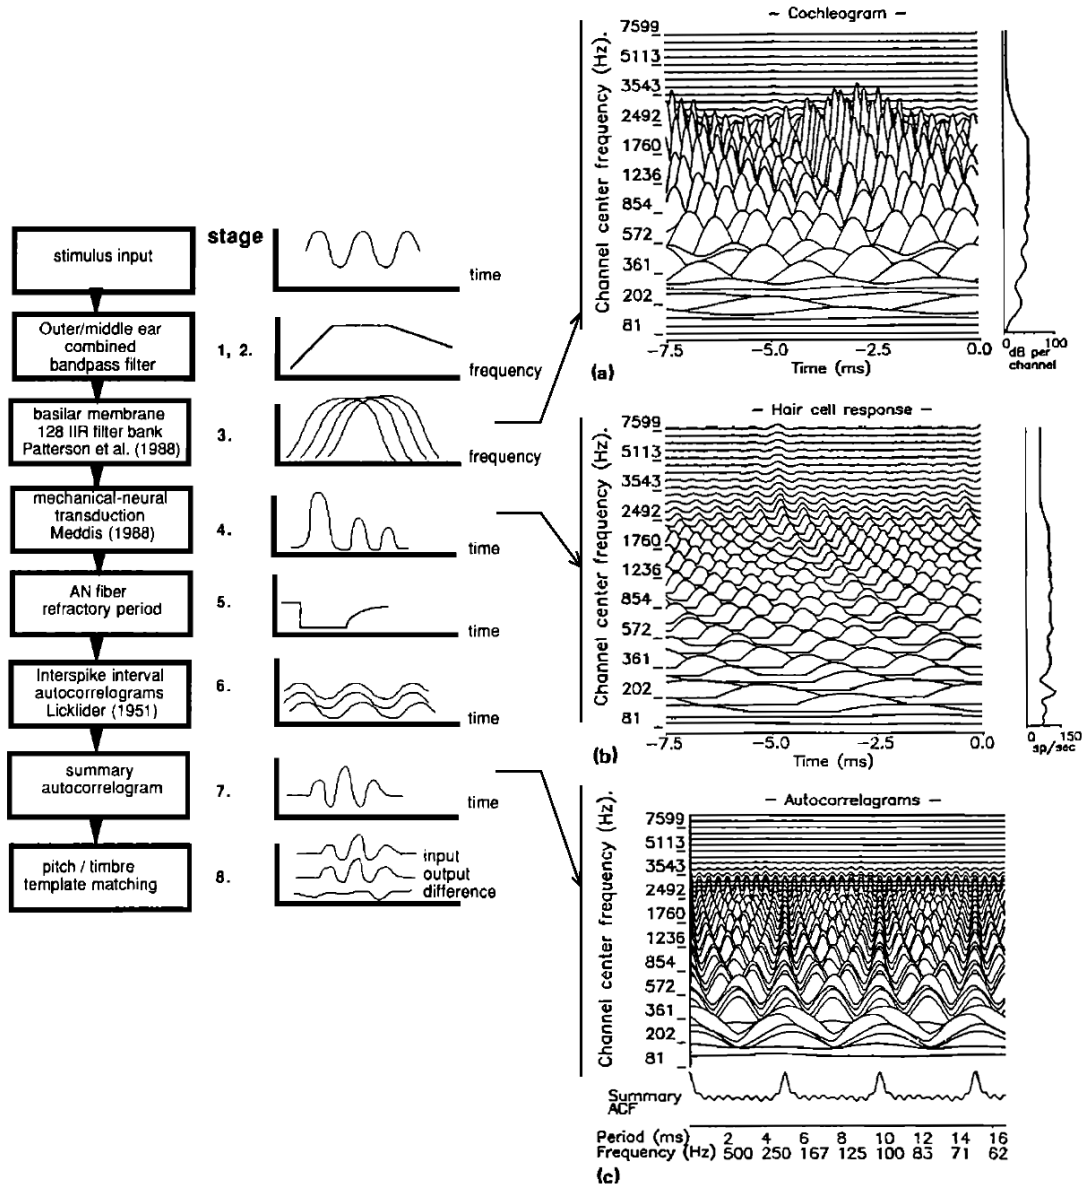 stage
stimulus input
time
Outer/middle ear
combined
bandpass filter
1, 2.
frequency
basilar membrane
128 IIR filter bank
Patterson et al. (1988)
3.
frequency
mechanical-neural
transduction
Meddis (1988)
4.
time
AN fiber
refractory period
5.
time
Interspike interval
autocorrelograms
Licklider (1951)
6.
time
summary
autocorrelogram
7.
time
pitch / timbre
template matching
8.
input
output
difference
~ Cochleogram –
Channel center frequency (Hz).
7599
5113
3543
2492
1760
1236
854
572
361
202
81
-7.5 -5.0 -2.5 0.0
Time (ms)
0 100
dB per
channel
(a)
– Hair cell response –
Channel center frequency (Hz).
7599
5113
3543
2492
1760
1236
854
572
361
202
81
-7.5 -5.0 -2.5 0.0
Time (ms)
0 150
sp/sec
(b)
– Autocorrelograms –
Channel center frequency (Hz).
7599
5113
3543
2492
1760
1236
854
572
361
202
81
Summary
ACF
Period (ms) 2 4 6 8 10 12 14 16
Frequency (Hz) 500 250 167 125 100 83 71 62
(c)